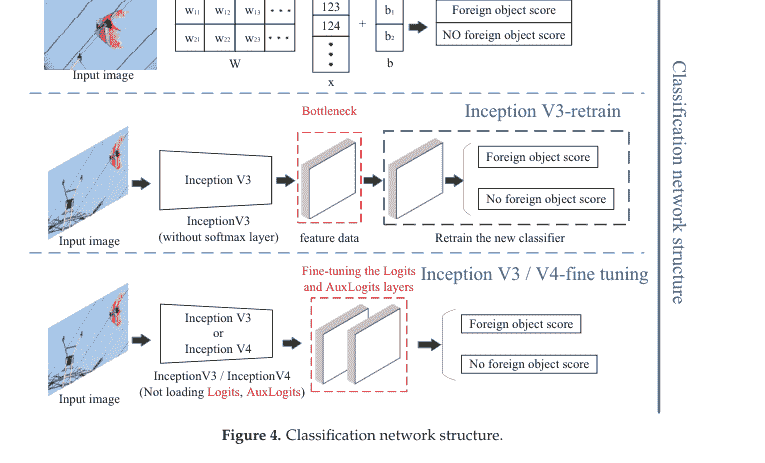 123
W₁₁ W₁₂ W₁₃ • • •
124
W₂₁ W₂₂ W₂₃ • • •
+
b₁
b₂
Foreign object score
NO foreign object score
Input image
W
x
b
Classification network structure
Bottleneck
Inception V3-retrain
Inception V3
Foreign object score
No foreign object score
InceptionV3
(without softmax layer)
Input image
feature data
Retrain the new classifier
Fine-tuning the Logits
and AuxLogits layers
Inception V3 / V4-fine tuning
Inception V3
or
Inception V4
Foreign object score
No foreign object score
InceptionV3 / InceptionV4
(Not loading Logits, AuxLogits)
Input image
Figure 4. Classification network structure.